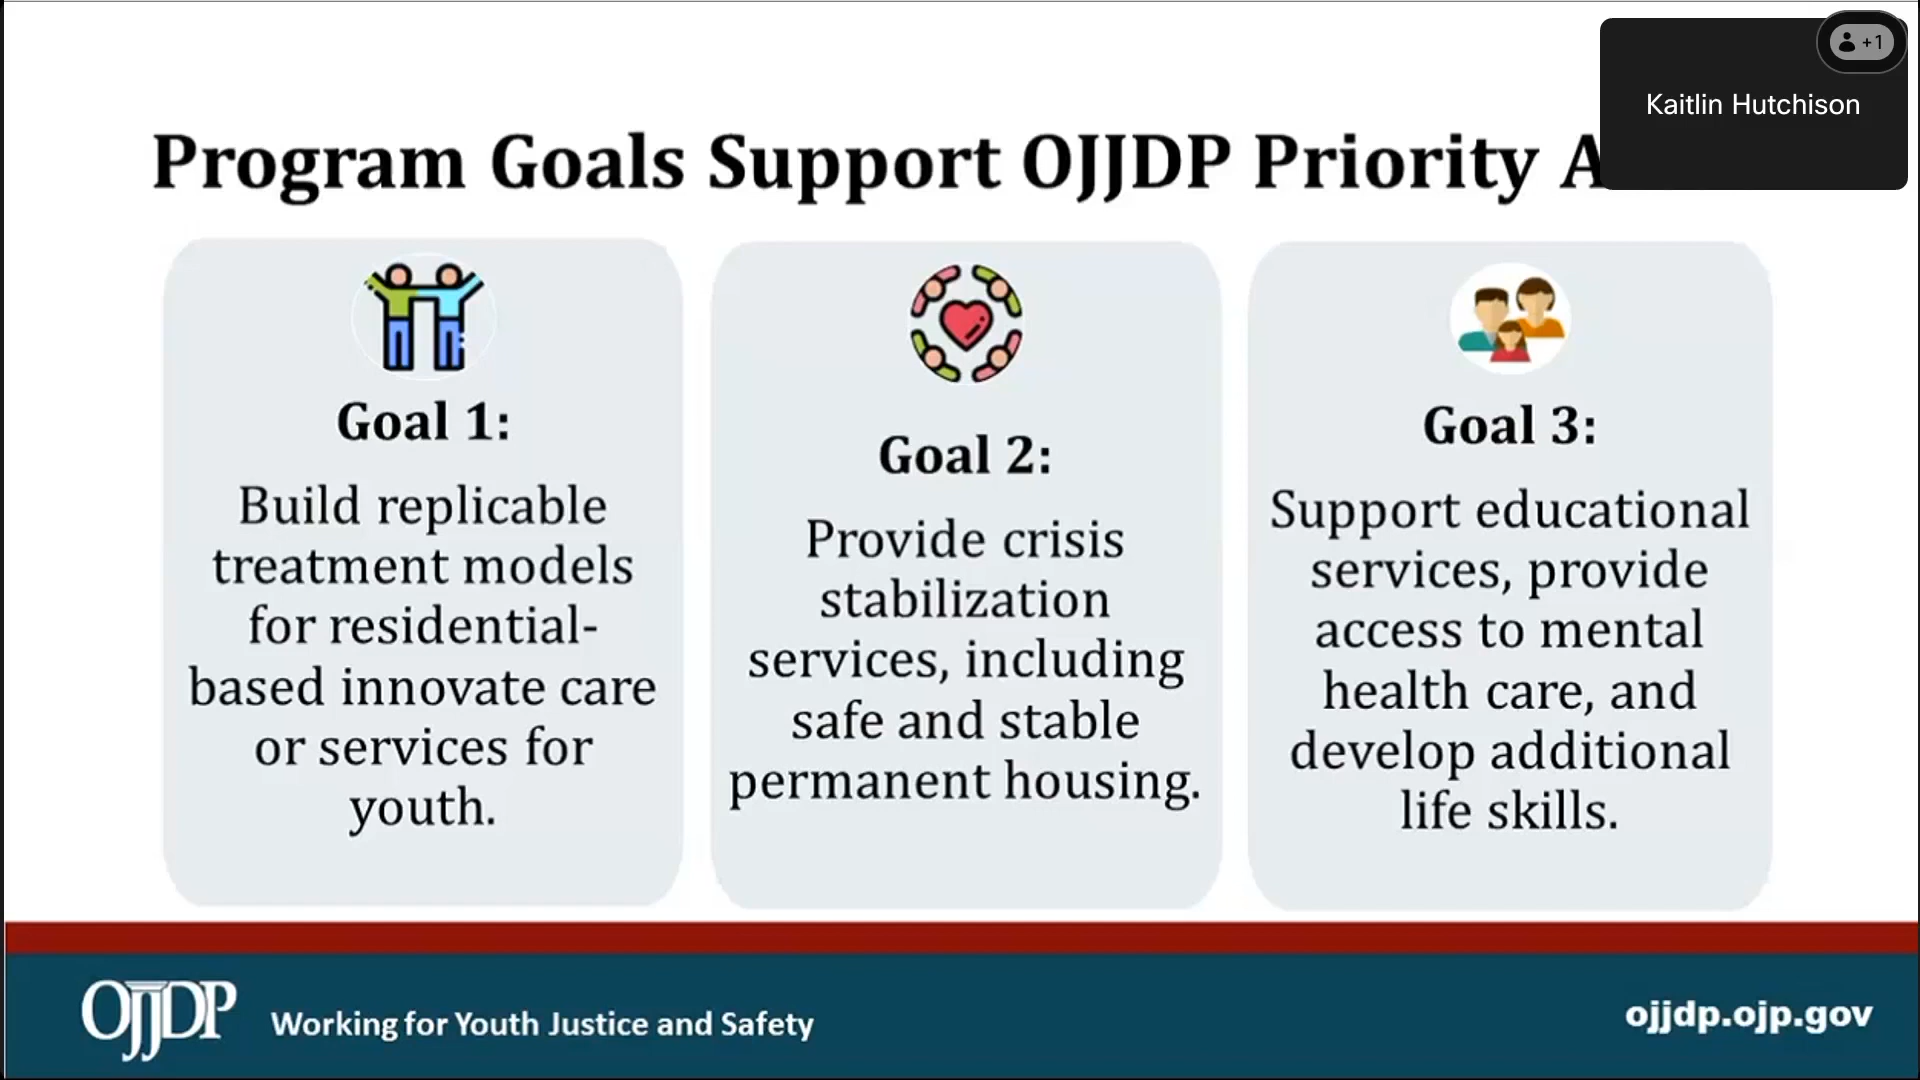 +1
Kaitlin Hutchison
Program Goals Support OJJDP Priority A
Goal 1:
Build replicable
treatment models
for residential-
based innovate care
or services for
youth.
Goal 2:
Provide crisis
stabilization
services, including
safe and stable
permanent housing.
Goal 3:
Support educational
services, provide
access to mental
health care, and
develop additional
life skills.
OJJDP
Working for Youth Justice and Safety
ojjdp.ojp.gov